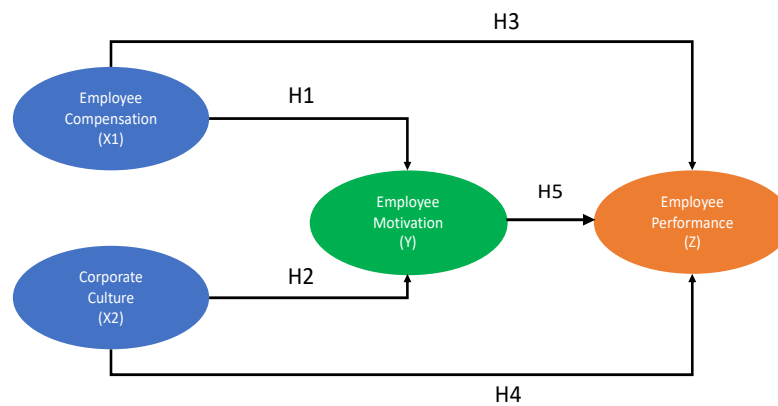 H3
Employee
Compensation
(X1)
H1
Employee
Motivation
(Y)
H5
Employee
Performance
(Z)
Corporate
Culture
(X2)
H2
H4